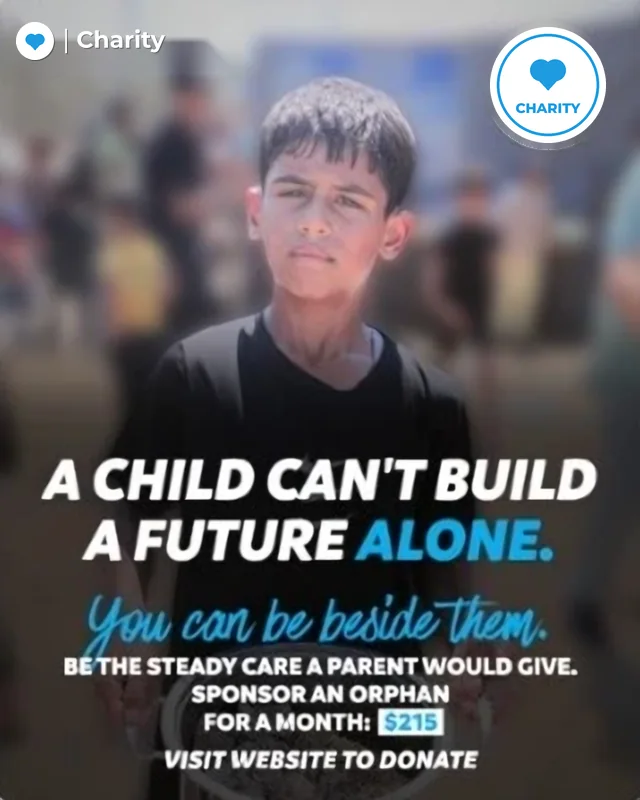 | Charity
CHARITY
A CHILD CAN'T BUILD
A FUTURE ALONE.
You can be beside them.
BE THE STEADY CARE A PARENT WOULD GIVE.
SPONSOR AN ORPHAN
FOR A MONTH: $215
VISIT WEBSITE TO DONATE